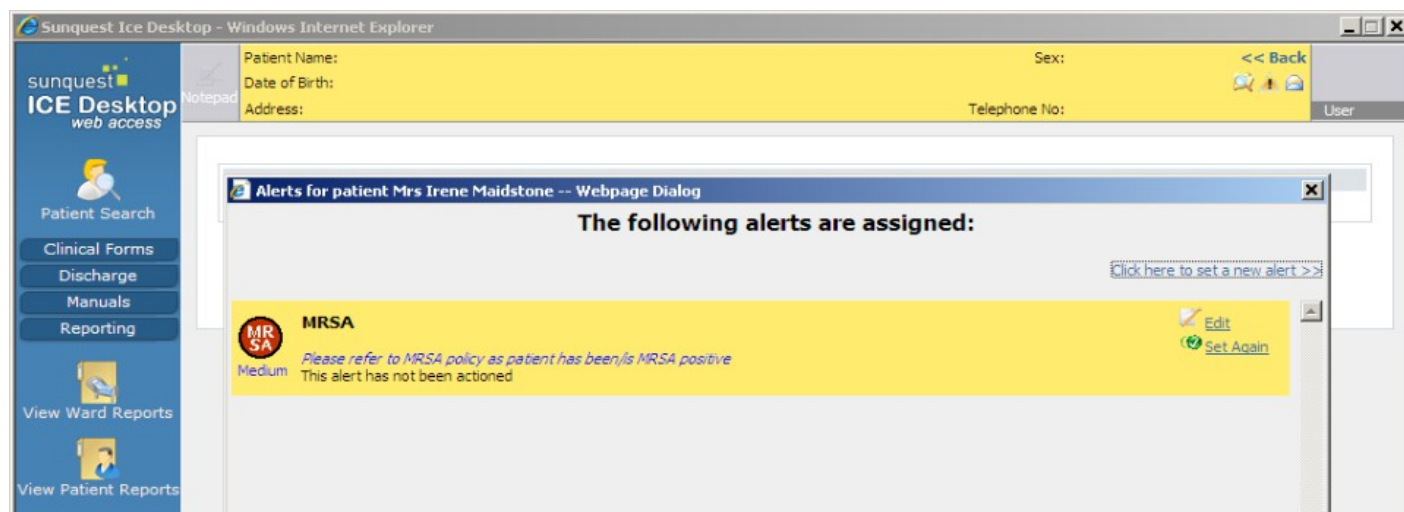 Sunquest Ice Desktop - Windows Internet Explorer
sunquest
ICE Desktop
web access
Notepad
Patient Name:
Sex:
<< Back
Date of Birth:
Address:
Telephone No:
User
Patient Search
Clinical Forms
Discharge
Manuals
Reporting
View Ward Reports
View Patient Reports
Alerts for patient Mrs Irene Maidstone -- Webpage Dialog
The following alerts are assigned:
Click here to set a new alert >>
MR
SA
Medium
MRSA
Please refer to MRSA policy as patient has been/is MRSA positive
This alert has not been actioned
Edit
Set Again